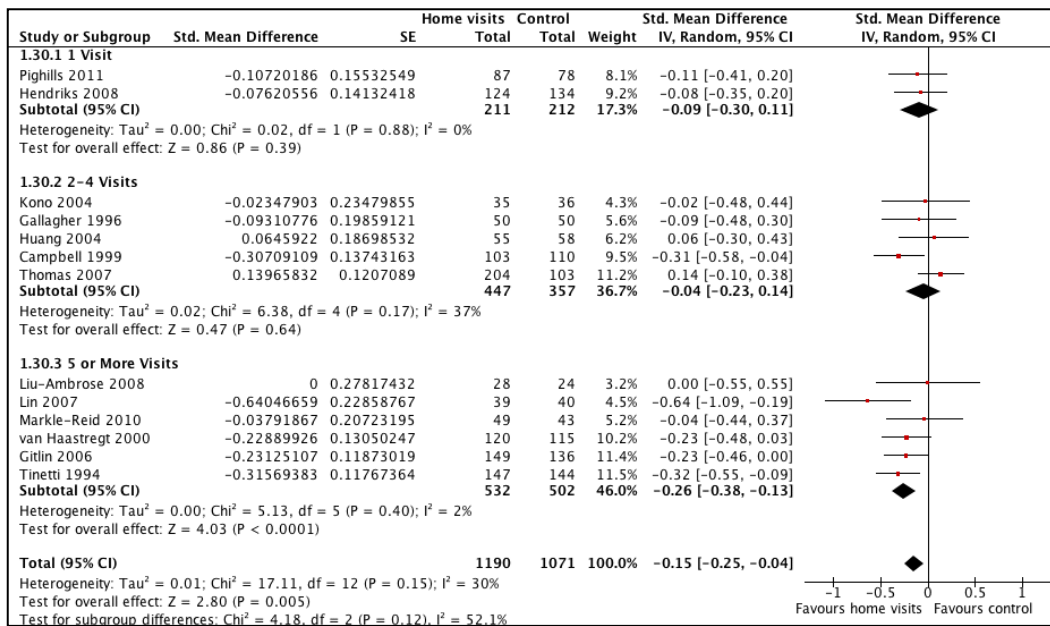 Home visits Control Std. Mean Difference Std. Mean Difference
Study or Subgroup Std. Mean Difference SE Total Total Weight IV, Random, 95% CI IV, Random, 95% CI
1.30.1 1 Visit
Pighills 2011 -0.10720186 0.15532549 87 78 8.1% -0.11 [-0.41, 0.20]
Hendriks 2008 -0.07620556 0.14132418 124 134 9.2% -0.08 [-0.35, 0.20]
Subtotal (95% CI) 211 212 17.3% -0.09 [-0.30, 0.11]
Heterogeneity: Tau² = 0.00; Chi² = 0.02, df = 1 (P = 0.88); I² = 0%
Test for overall effect: Z = 0.86 (P = 0.39)
1.30.2 2-4 Visits
Kono 2004 -0.02347903 0.23479855 35 36 4.3% -0.02 [-0.48, 0.44]
Gallagher 1996 -0.09310776 0.19859121 50 50 5.6% -0.09 [-0.48, 0.30]
Huang 2004 0.0645922 0.18698532 55 58 6.2% 0.06 [-0.30, 0.43]
Campbell 1999 -0.30709109 0.13743163 103 110 9.5% -0.31 [-0.58, -0.04]
Thomas 2007 0.13965832 0.1207089 204 103 11.2% 0.14 [-0.10, 0.38]
Subtotal (95% CI) 447 357 36.7% -0.04 [-0.23, 0.14]
Heterogeneity: Tau² = 0.02; Chi² = 6.38, df = 4 (P = 0.17); I² = 37%
Test for overall effect: Z = 0.47 (P = 0.64)
1.30.3 5 or More Visits
Liu-Ambrose 2008 0 0.27817432 28 24 3.2% 0.00 [-0.55, 0.55]
Lin 2007 -0.64046659 0.22858767 39 40 4.5% -0.64 [-1.09, -0.19]
Markle-Reid 2010 -0.03791867 0.20723195 49 43 5.2% -0.04 [-0.44, 0.37]
van Haastregt 2000 -0.22889926 0.13050247 120 115 10.2% -0.23 [-0.48, 0.03]
Gitlin 2006 -0.23125107 0.11873019 149 136 11.4% -0.23 [-0.46, 0.00]
Tinetti 1994 -0.31569383 0.11767364 147 144 11.5% -0.32 [-0.55, -0.09]
Subtotal (95% CI) 532 502 46.0% -0.26 [-0.38, -0.13]
Heterogeneity: Tau² = 0.00; Chi² = 5.13, df = 5 (P = 0.40); I² = 2%
Test for overall effect: Z = 4.03 (P < 0.0001)
Total (95% CI) 1190 1071 100.0% -0.15 [-0.25, -0.04]
Heterogeneity: Tau² = 0.01; Chi² = 17.11, df = 12 (P = 0.15); I² = 30%
Test for overall effect: Z = 2.80 (P = 0.005)
Test for subgroup differences: Chi² = 4.18, df = 2 (P = 0.12), I² = 52.1%
-1 -0.5 0 0.5 1
Favours home visits Favours control